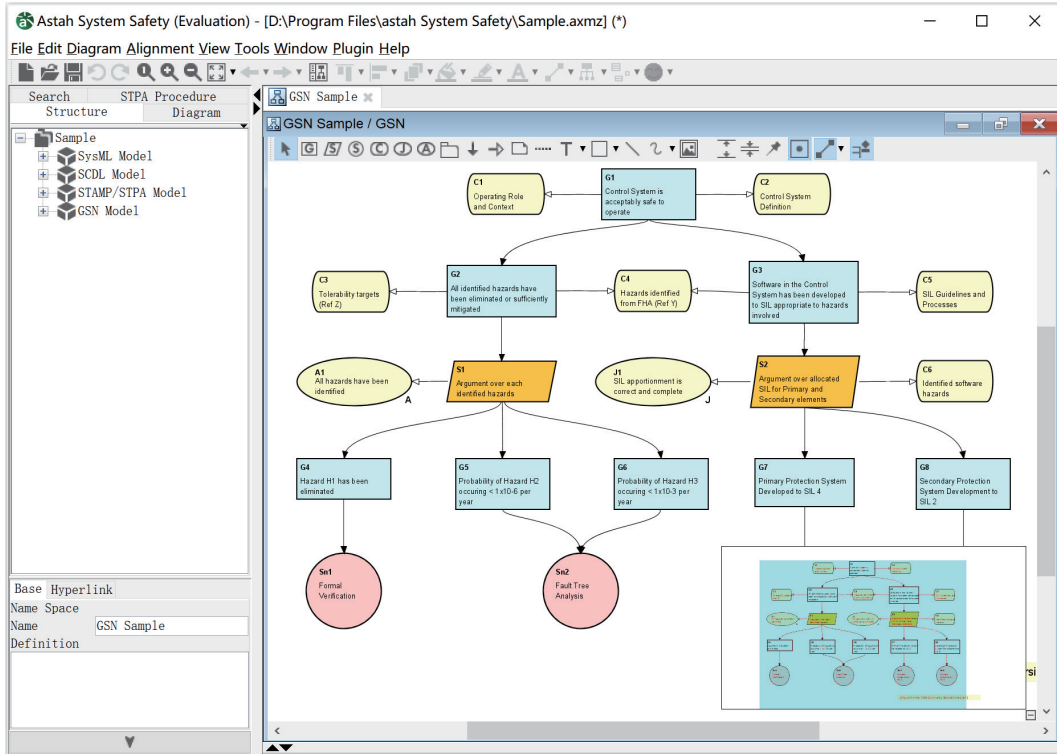 Astah System Safety (Evaluation) - [D:\Program Files\astah System Safety\Sample.axmz] (*)
File Edit Diagram Alignment View Tools Window Plugin Help
Search STPA Procedure
Structure Diagram
GSN Sample
GSN Sample / GSN
Sample
SysML Model
SCDL Model
STAMP/STPA Model
GSN Model
C1
Operating Role
and Context
G1
Control System is
acceptably safe to
operate
C2
Control System
Definition
C3
Tolerability targets
(Ref Z)
G2
All identified hazards have
been eliminated or sufficiently
mitigated
C4
Hazards identified
from FHA (Ref Y)
G3
Software in the Control
System has been developed
to SIL appropriate to hazards
involved
C5
SIL Guidelines and
Processes
A1
All hazards have been
identified
A
S1
Argument over each
identified hazards
J1
SIL apportionment is
correct and complete
J
S2
Argument over allocated
SIL for Primary and
Secondary elements
C6
Identified software
hazards
G4
Hazard H1 has been
eliminated
G5
Probability of Hazard H2
occuring < 1x10-6 per
year
G6
Probability of Hazard H3
occuring < 1x10-3 per
year
G7
Primary Protection System
Developed to SIL 4
G8
Secondary Protection
System Development to
SIL 2
Sn1
Formal
Verification
Sn2
Fault Tree
Analysis
Base Hyperlink
Name Space
Name GSN Sample
Definition
rsi